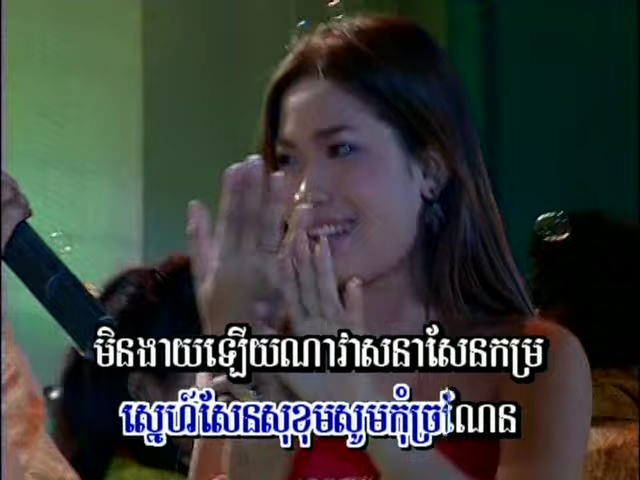 មិនងាយឡើយណាវាសនាសែនកម្រ
ស្នេហ៍សែនសុខុមសូមកុំច្រណែន